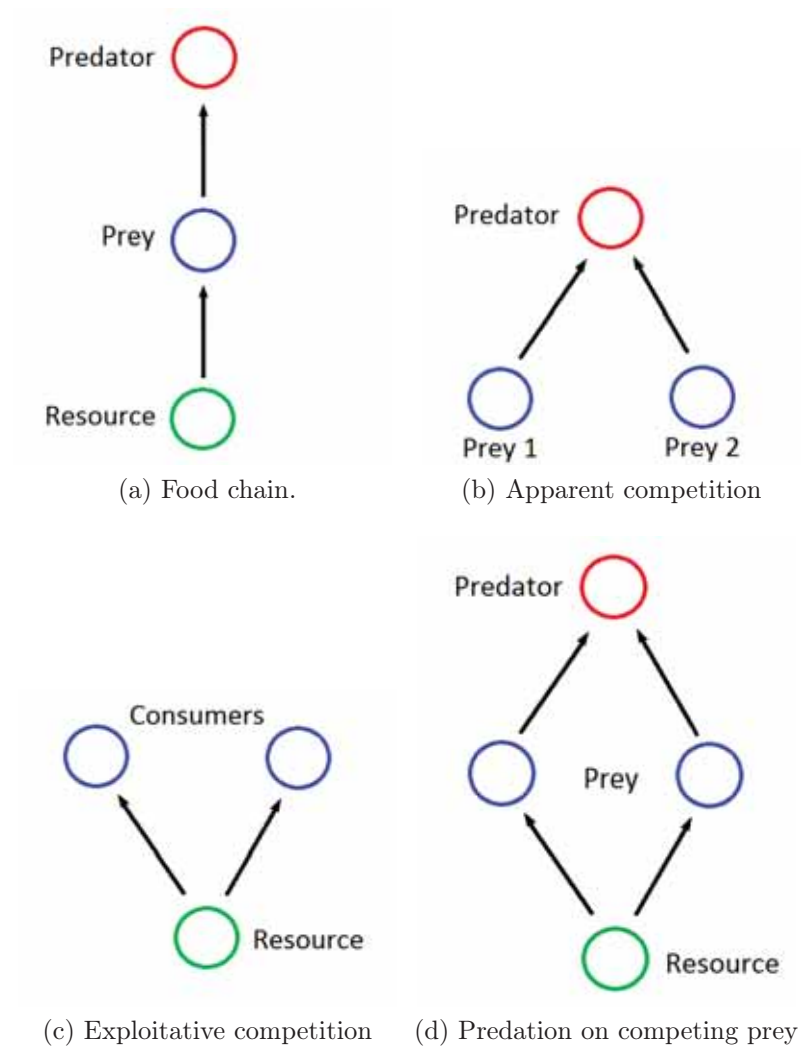 Predator
Prey
Resource
(a) Food chain.
Predator
Prey 1
Prey 2
(b) Apparent competition
Consumers
Resource
(c) Exploitative competition
Predator
Prey
Resource
(d) Predation on competing prey